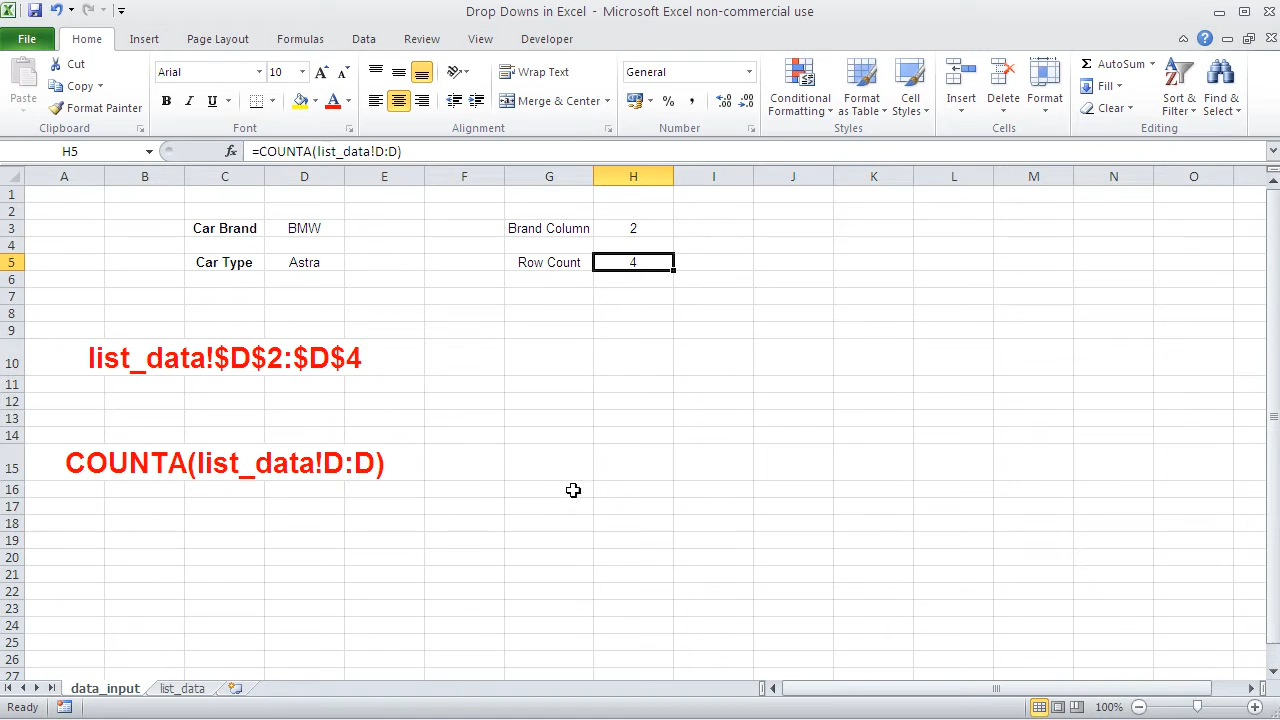 Drop Downs in Excel - Microsoft Excel non-commercial use
File Home Insert Page Layout Formulas Data Review View Developer
Paste
Cut
Copy
Format Painter
Clipboard
Arial 10
B I U
A A
A
Font
Wrap Text
Merge & Center
Alignment
General
% ,
Number
Conditional Formatting
Format as Table
Cell Styles
Styles
Insert Delete Format
Cells
Σ AutoSum
Fill
Clear
Sort & Filter
Find & Select
Editing
H5 fx =COUNTA(list_data!D:D)
A B C D E F G H I J K L M N O
1
2
3 Car Brand BMW Brand Column 2
4
5 Car Type Astra Row Count 4
6
7
8
9
10 list_data!$D$2:$D$4
11
12
13
14
15 COUNTA(list_data!D:D)
16
17
18
19
20
21
22
23
24
25
26
27
data_input list_data
Ready 100%